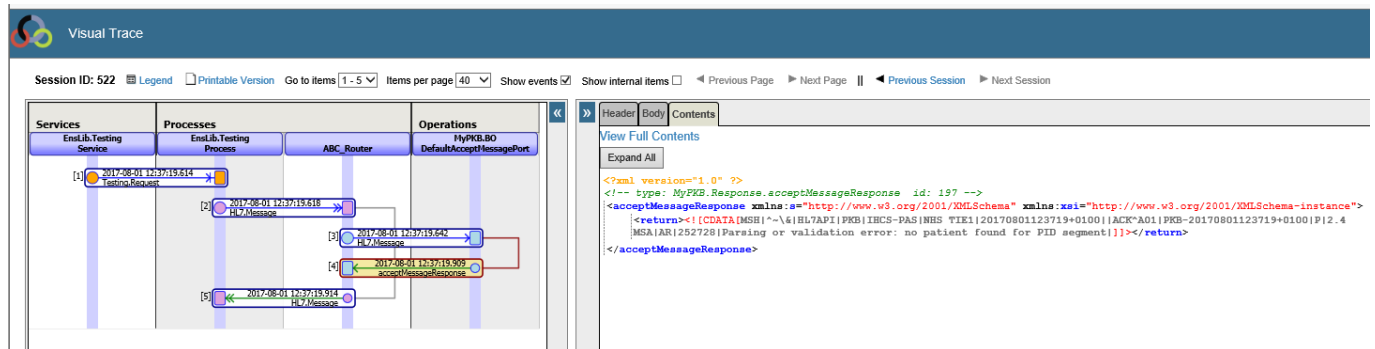 Visual Trace
Session ID: 522 Legend Printable Version Go to items 1 - 5 Items per page 40 Show events Show internal items Previous Page Next Page || Previous Session Next Session
Services Processes Operations
EnsLib.Testing Service EnsLib.Testing Process ABC_Router MyPKB.BO DefaultAcceptMessagePort
[1] 2017-08-01 12:37:19.614
Testing.Request
[2] 2017-08-01 12:37:19.618
HL7.Message
[3] 2017-08-01 12:37:19.642
HL7.Message
[4] 2017-08-01 12:37:19.909
acceptMessageResponse
[5] 2017-08-01 12:37:19.914
HL7.Message
« »
Header Body Contents
View Full Contents
Expand All
<?xml version="1.0" ?>
<!-- type: MyPKB.Response.acceptMessageResponse id: 197 -->
<acceptMessageResponse xmlns:s="http://www.w3.org/2001/XMLSchema" xmlns:xsi="http://www.w3.org/2001/XMLSchema-instance">
<return><![CDATA[MSH|^~\&|HL7API|PKB|IHCS-PAS|NHS TIE1|20170801123719+0100||ACK^A01|PKB-20170801123719+0100|P|2.4
MSA|AR|252728|Parsing or validation error: no patient found for PID segment|]]></return>
</acceptMessageResponse>